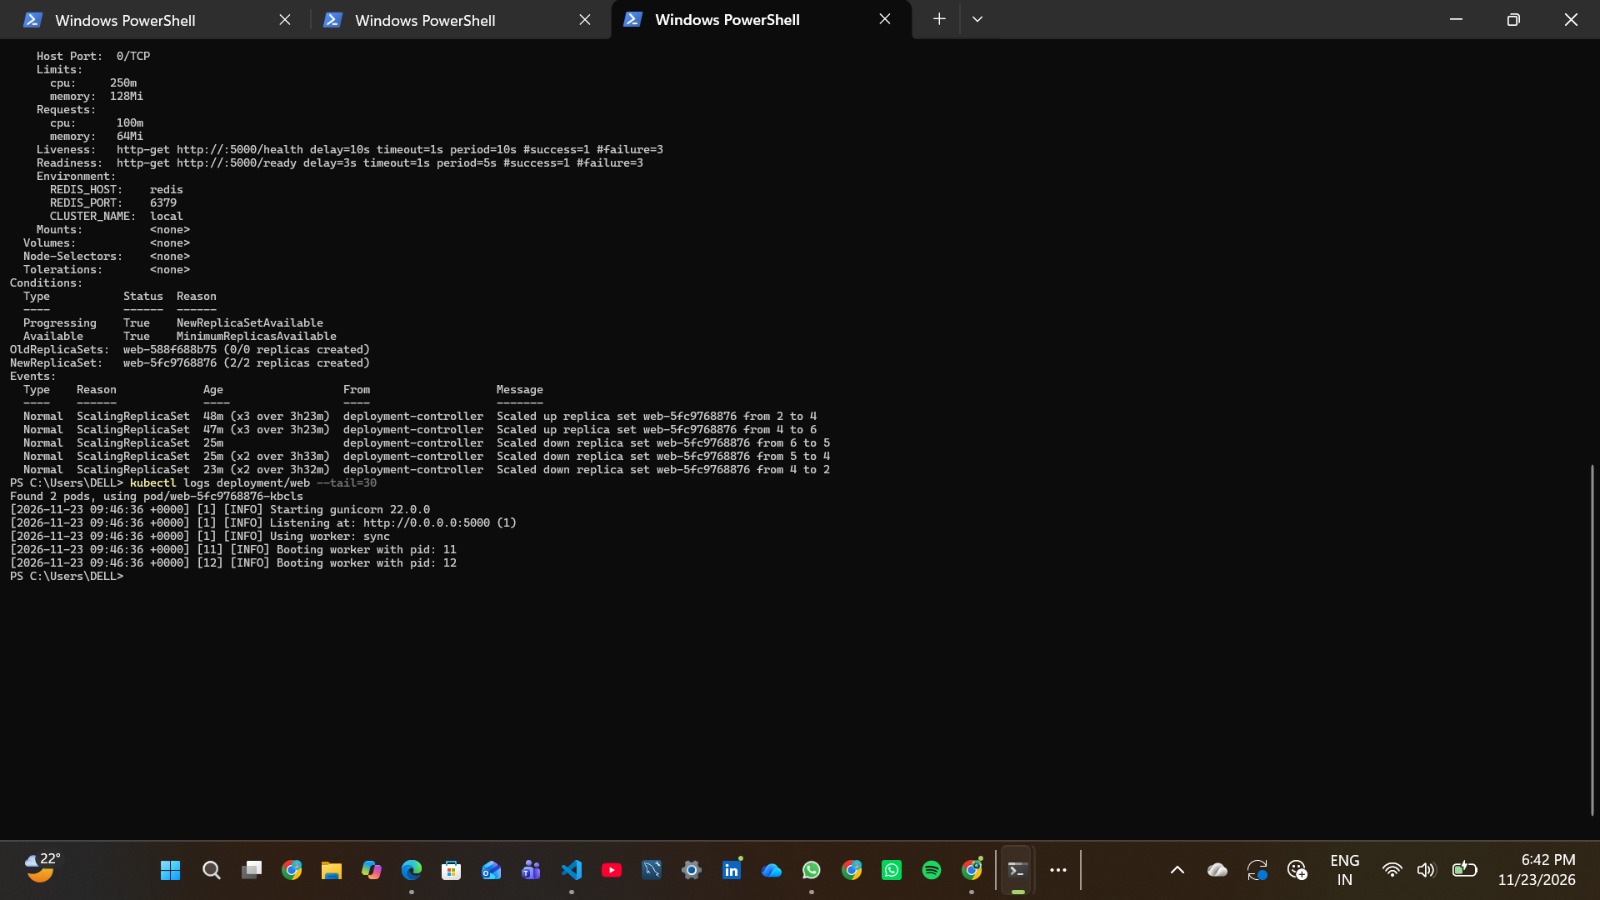 Windows PowerShell
Windows PowerShell
Windows PowerShell
    Host Port:  0/TCP
    Limits:
      cpu:     250m
      memory:  128Mi
    Requests:
      cpu:      100m
      memory:   64Mi
    Liveness:   http-get http://:5000/health delay=10s timeout=1s period=10s #success=1 #failure=3
    Readiness:  http-get http://:5000/ready delay=3s timeout=1s period=5s #success=1 #failure=3
    Environment:
      REDIS_HOST:    redis
      REDIS_PORT:    6379
      CLUSTER_NAME:  local
    Mounts:          <none>
  Volumes:           <none>
  Node-Selectors:    <none>
  Tolerations:       <none>
Conditions:
  Type           Status  Reason
  ----           ------  ------
  Progressing    True    NewReplicaSetAvailable
  Available      True    MinimumReplicasAvailable
OldReplicaSets:  web-588f688b75 (0/0 replicas created)
NewReplicaSet:   web-5fc9768876 (2/2 replicas created)
Events:
  Type    Reason             Age                  From                   Message
  ----    ------             ----                 ----                   -------
  Normal  ScalingReplicaSet  48m (x3 over 3h23m)  deployment-controller  Scaled up replica set web-5fc9768876 from 2 to 4
  Normal  ScalingReplicaSet  47m (x3 over 3h23m)  deployment-controller  Scaled up replica set web-5fc9768876 from 4 to 6
  Normal  ScalingReplicaSet  25m                  deployment-controller  Scaled down replica set web-5fc9768876 from 6 to 5
  Normal  ScalingReplicaSet  25m (x2 over 3h33m)  deployment-controller  Scaled down replica set web-5fc9768876 from 5 to 4
  Normal  ScalingReplicaSet  23m (x2 over 3h32m)  deployment-controller  Scaled down replica set web-5fc9768876 from 4 to 2
PS C:\Users\DELL> kubectl logs deployment/web --tail=30
Found 2 pods, using pod/web-5fc9768876-kbcls
[2026-11-23 09:46:36 +0000] [1] [INFO] Starting gunicorn 22.0.0
[2026-11-23 09:46:36 +0000] [1] [INFO] Listening at: http://0.0.0.0:5000 (1)
[2026-11-23 09:46:36 +0000] [1] [INFO] Using worker: sync
[2026-11-23 09:46:36 +0000] [11] [INFO] Booting worker with pid: 11
[2026-11-23 09:46:36 +0000] [12] [INFO] Booting worker with pid: 12
PS C:\Users\DELL>
22°
ENG
IN
6:42 PM
11/23/2026